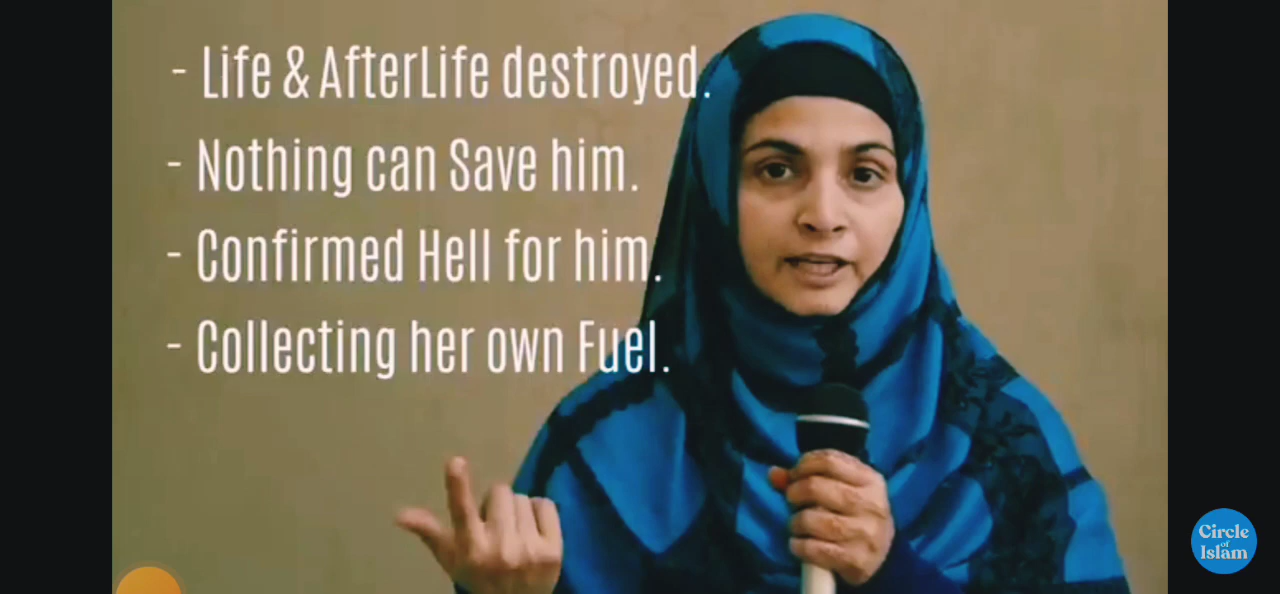 - Life & AfterLife destroyed.
- Nothing can Save him.
- Confirmed Hell for him.
- Collecting her own Fuel.
Circle
of
Islam